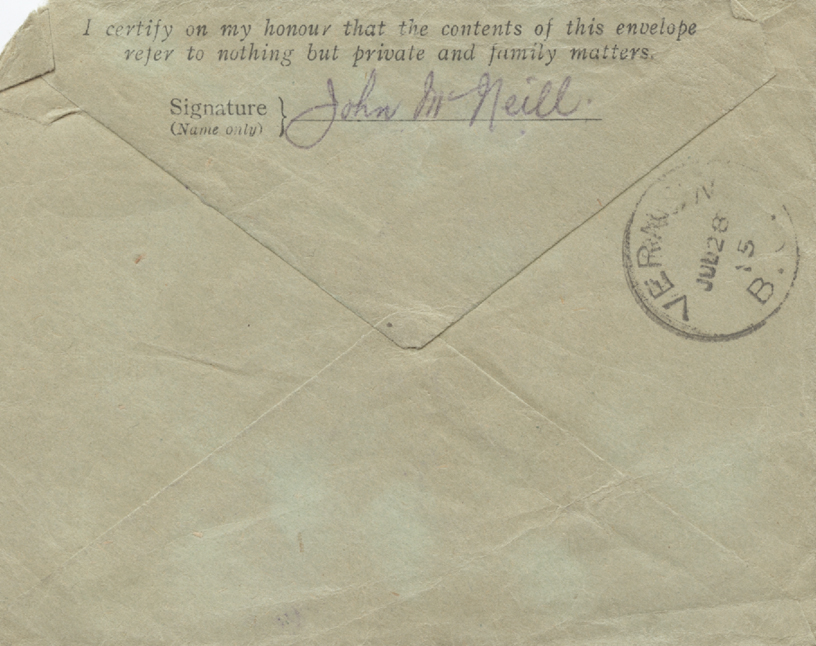 I certify on my honour that the contents of this envelope
refer to nothing but private and family matters.
Signature }
(Name only)
John McNeill.
VERNON
JUL 28
15
B.C.